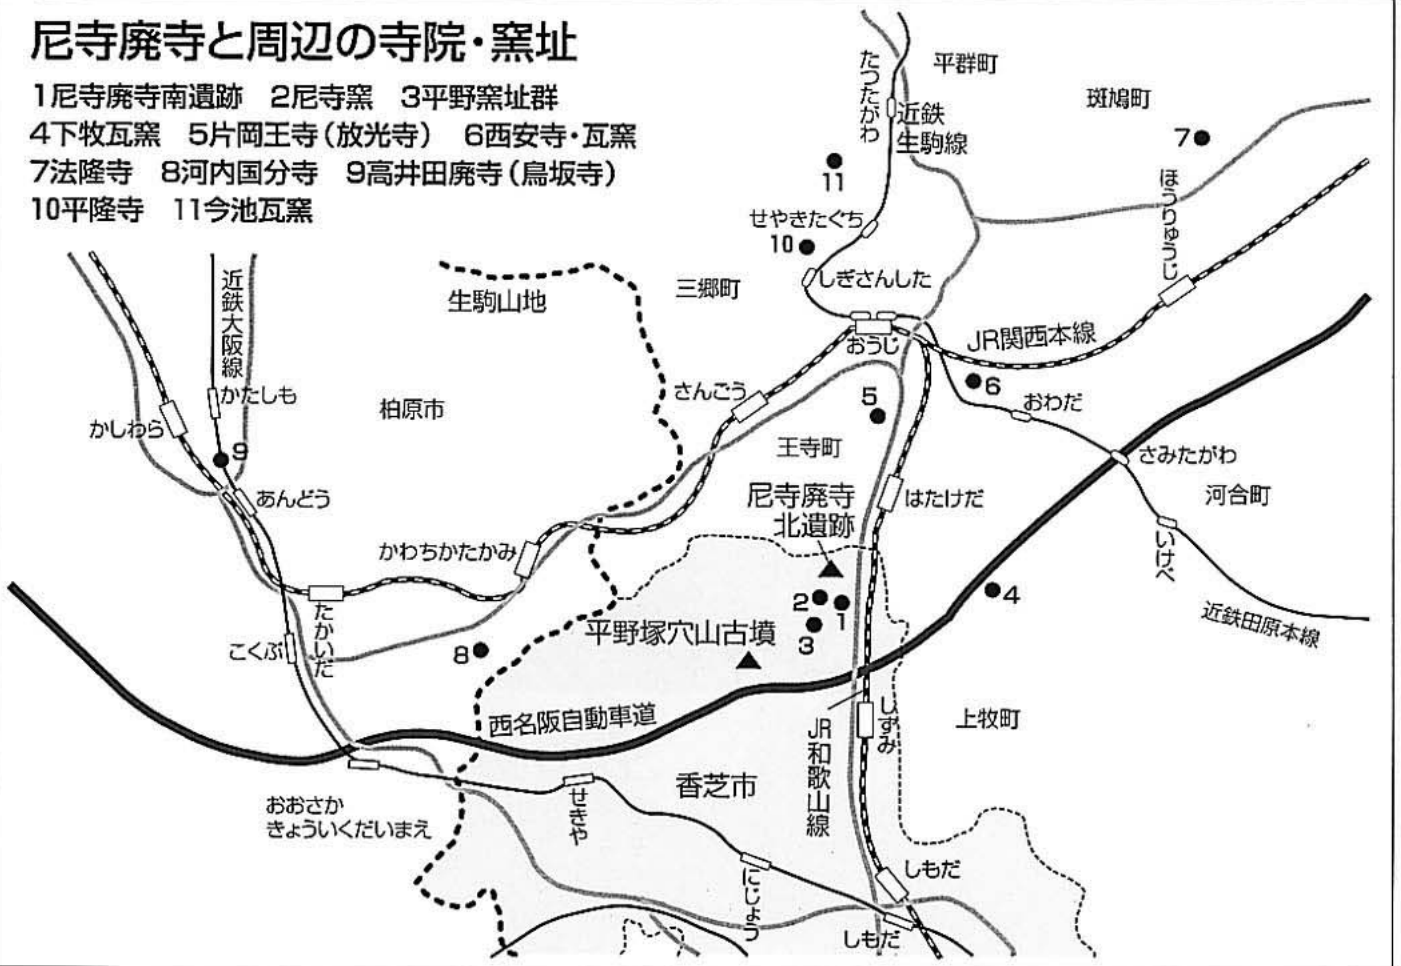 尼寺廃寺と周辺の寺院・窯址
1尼寺廃寺南遺跡 2尼寺窯 3平野窯址群
4下牧瓦窯 5片岡王寺(放光寺) 6西安寺・瓦窯
7法隆寺 8河内国分寺 9高井田廃寺(鳥坂寺)
10平隆寺 11今池瓦窯
たつたがわ
平群町
近鉄
生駒線
斑鳩町
7
11
ほうりゅうじ
せやきたぐち
10
しぎさんした
三郷町
生駒山地
近鉄大阪線
おうじ
JR関西本線
6
さんごう
5
おわだ
かたしも
柏原市
かしわら
9
王寺町
さみたがわ
河合町
あんどう
尼寺廃寺
北遺跡
はたけだ
いけべ
かわちかたかみ
2
1
3
4
近鉄田原本線
たかいだ
こくぶ
8
平野塚穴山古墳
西名阪自動車道
しずみ
上牧町
JR和歌山線
香芝市
おおさか
きょういくだいまえ
せきや
にじょう
しもだ
しもだ